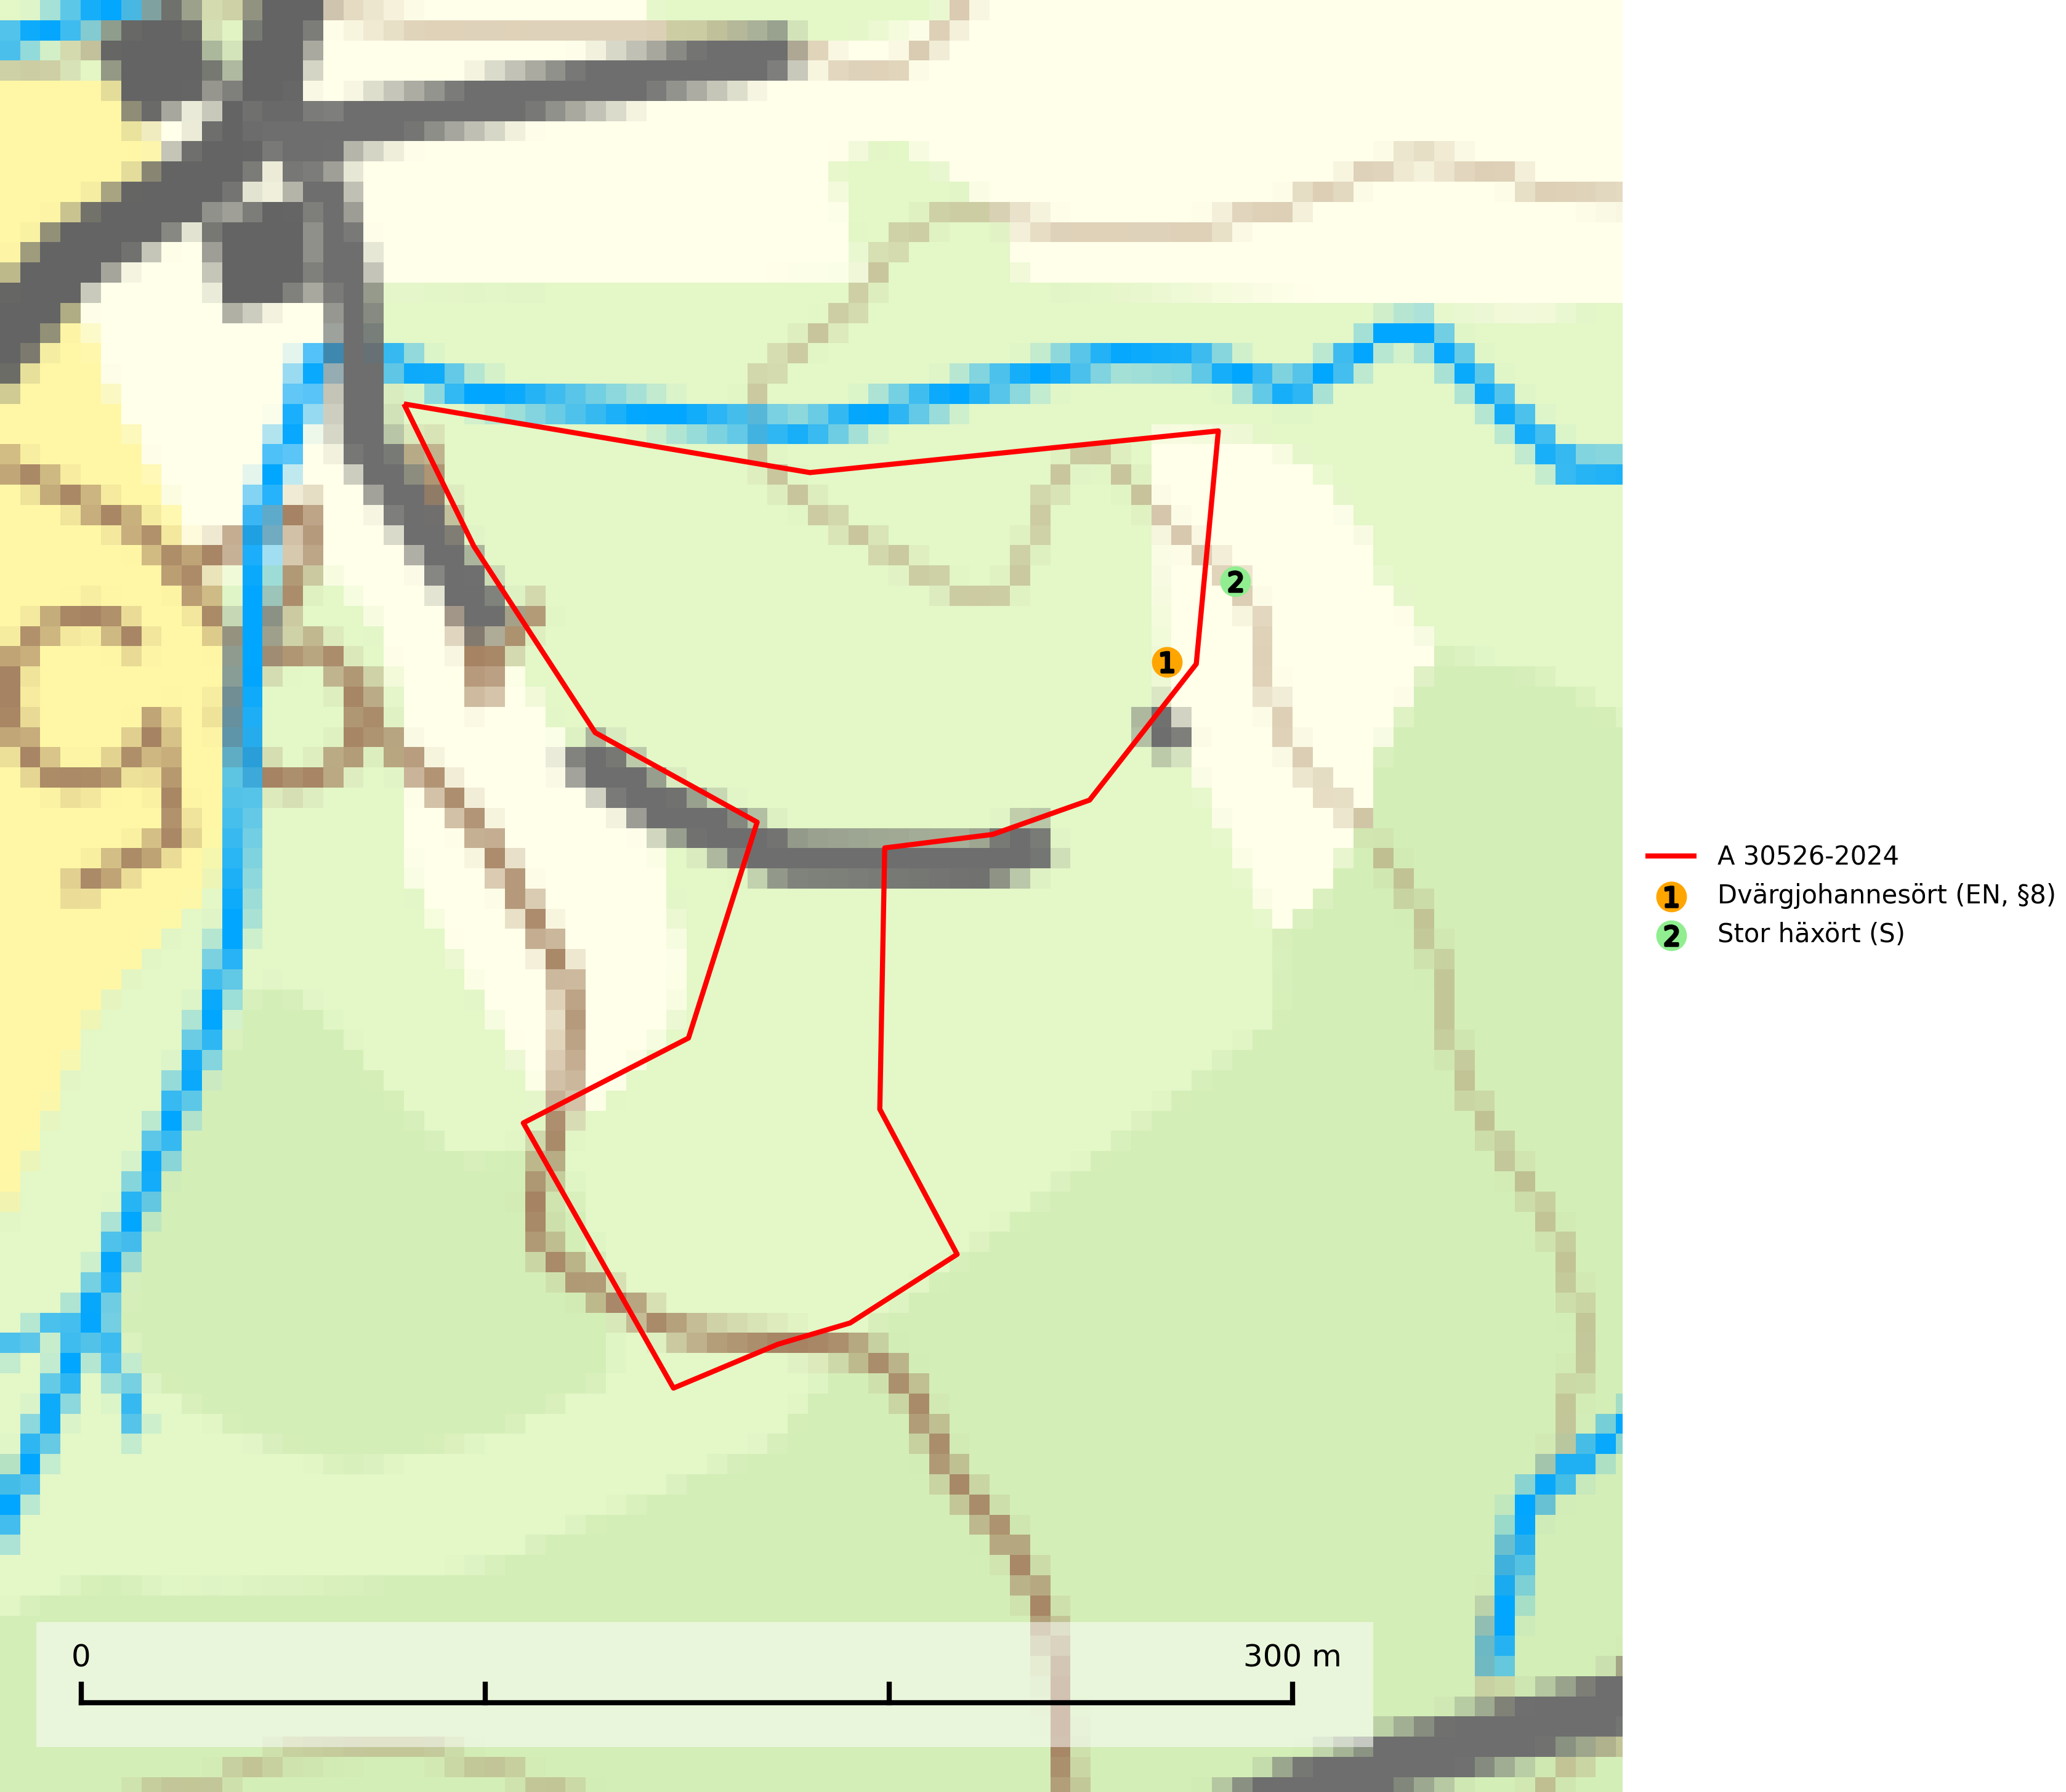 2
1
A 30526-2024
1 Dvärgjohannesört (EN, §8)
2 Stor häxört (S)
0 300 m